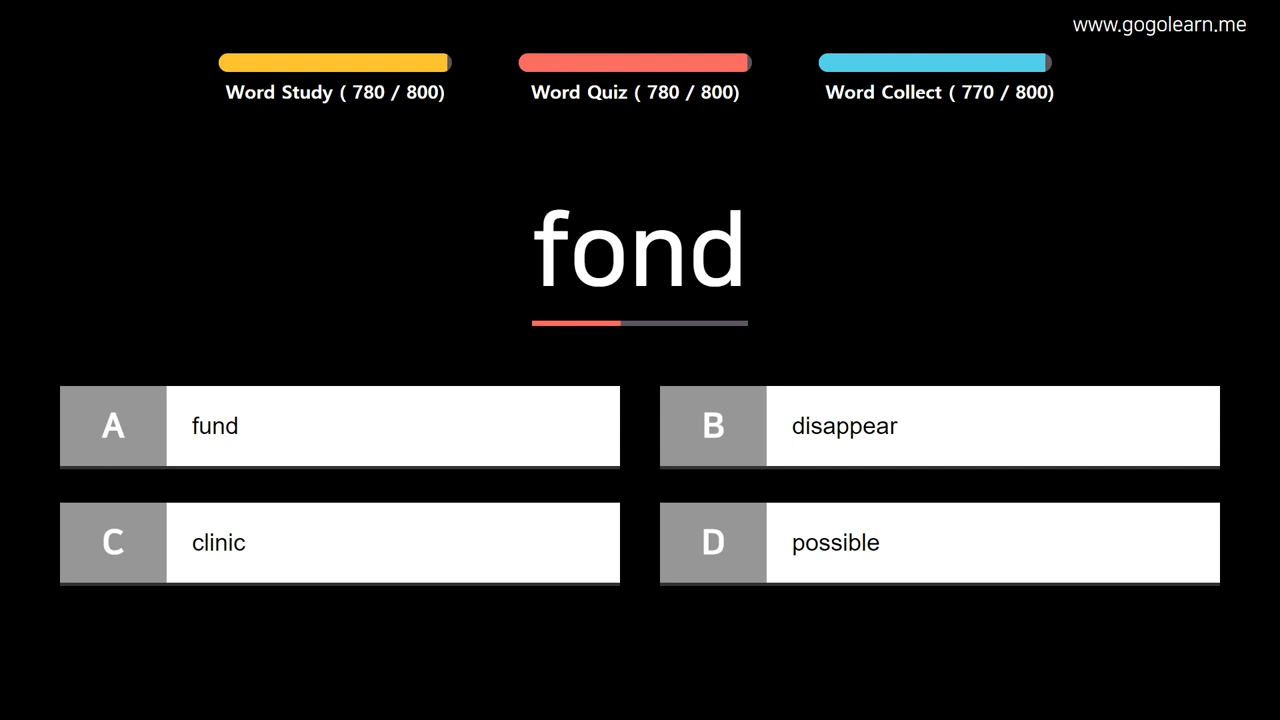 www.gogolearn.me
Word Study ( 780 / 800)
Word Quiz ( 780 / 800)
Word Collect ( 770 / 800)
fond
A fund
B disappear
C clinic
D possible